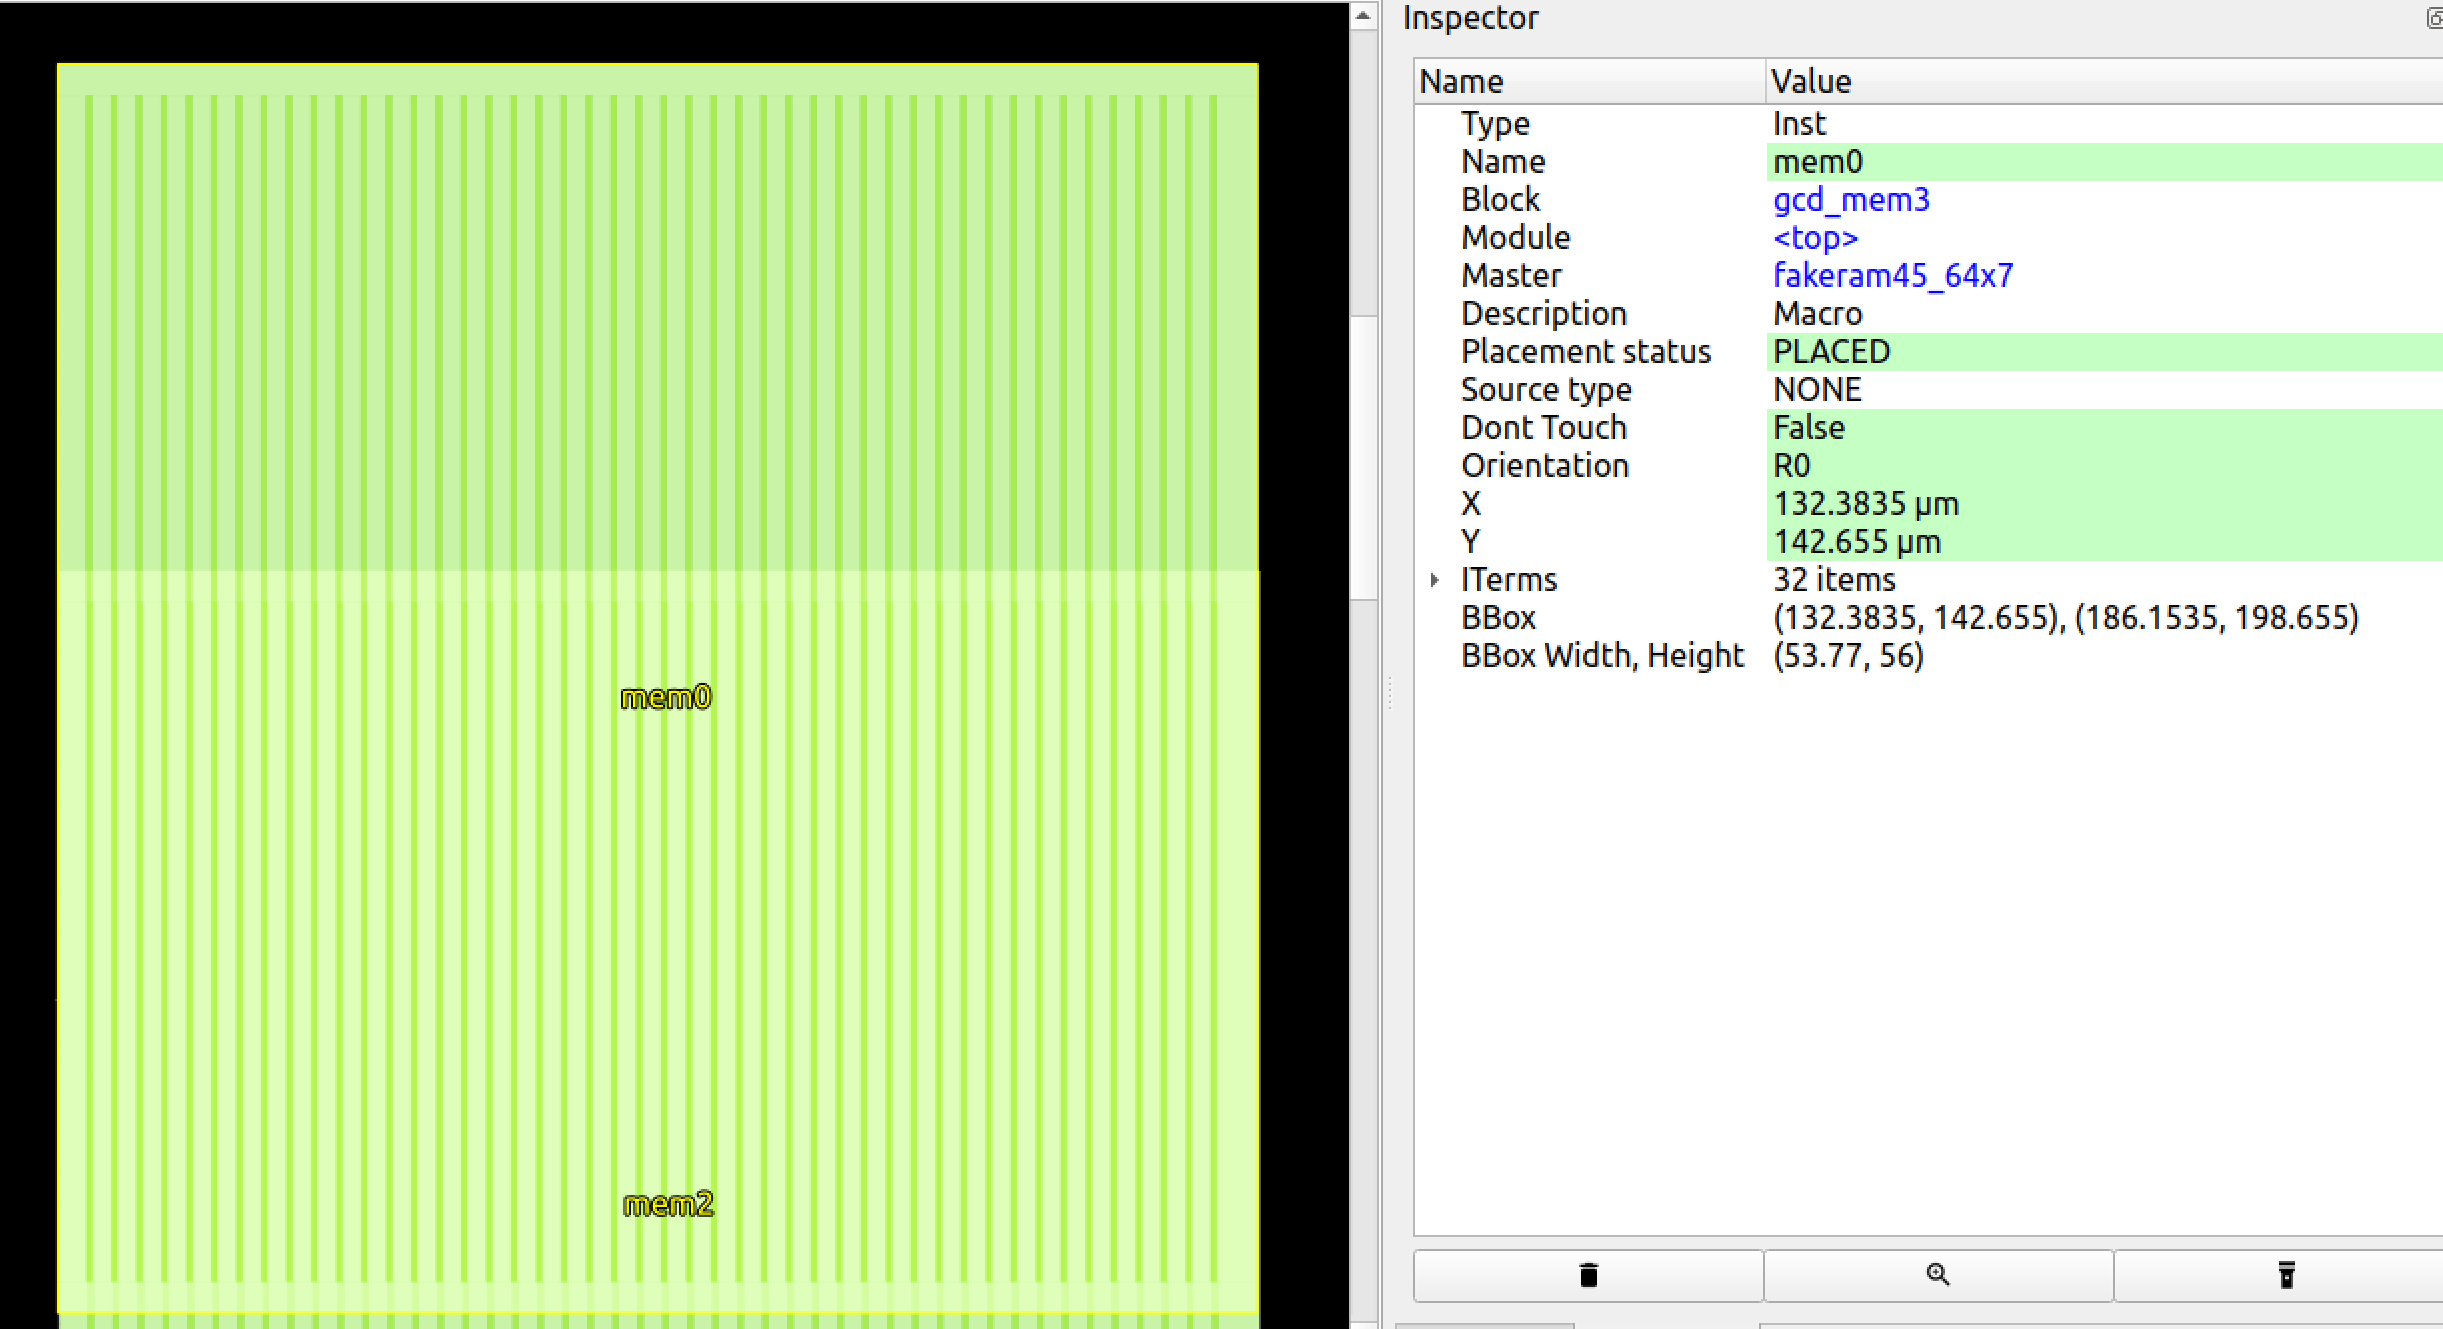 mem0
mem2
Inspector
Name Value
Type Inst
Name mem0
Block gcd_mem3
Module <top>
Master fakeram45_64x7
Description Macro
Placement status PLACED
Source type NONE
Dont Touch False
Orientation R0
X 132.3835 μm
Y 142.655 μm
ITerms 32 items
BBox (132.3835, 142.655), (186.1535, 198.655)
BBox Width, Height (53.77, 56)